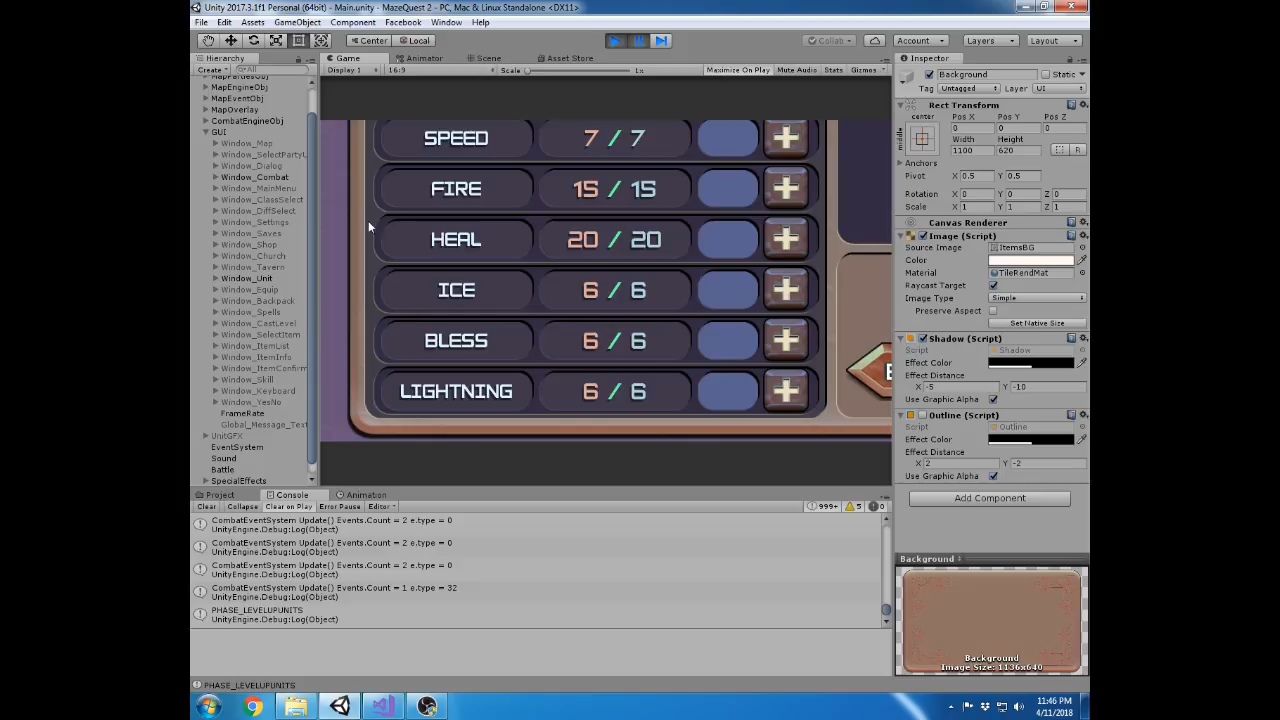 Unity 2017.3.1f1 Personal (64bit) - Main.unity - MazeQuest 2 - PC, Mac & Linux Standalone <DX11>
File Edit Assets GameObject Component Facebook Window Help
Center Local Collab Account Layers Layout
Hierarchy
Create All
MapPartiesObj
MapEngineObj
MapEventObj
MapOverlay
CombatEngineObj
GUI
Window_Map
Window_SelectPartyU
Window_Dialog
Window_Combat
Window_MainMenu
Window_ClassSelect
Window_DiffSelect
Window_Settings
Window_Saves
Window_Shop
Window_Church
Window_Tavern
Window_Unit
Window_Equip
Window_Backpack
Window_Spells
Window_CastLevel
Window_SelectItem
Window_ItemList
Window_ItemInfo
Window_ItemConfirm
Window_Skill
Window_Keyboard
Window_YesNo
FrameRate
Global_Message_Text
UnitGFX
EventSystem
Sound
Battle
SpecialEffects
Game Animator Scene Asset Store
Display 1 16:9 Scale 1x Maximize On Play Mute Audio Stats Gizmos
SPEED 7 / 7
FIRE 15 / 15
HEAL 20 / 20
ICE 6 / 6
BLESS 6 / 6
LIGHTNING 6 / 6
Inspector
Background Static
Tag Untagged Layer UI
Rect Transform
center Pos X Pos Y Pos Z
middle 0 0 0
Width Height
1100 620 R
Anchors
Pivot X 0.5 Y 0.5
Rotation X 0 Y 0 Z 0
Scale X 1 Y 1 Z 1
Canvas Renderer
Image (Script)
Source Image ItemsBG
Color
Material TileRendMat
Raycast Target
Image Type Simple
Preserve Aspect
Set Native Size
Shadow (Script)
Script Shadow
Effect Color
Effect Distance
X -5 Y -10
Use Graphic Alpha
Outline (Script)
Script Outline
Effect Color
Effect Distance
X 2 Y -2
Use Graphic Alpha
Add Component
Background
Background
Image Size: 1136x640
Project Console Animation
Clear Collapse Clear on Play Error Pause Editor 999+ 5 0
CombatEventSystem Update() Events.Count = 2 e.type = 0
UnityEngine.Debug:Log(Object)
CombatEventSystem Update() Events.Count = 2 e.type = 0
UnityEngine.Debug:Log(Object)
CombatEventSystem Update() Events.Count = 2 e.type = 0
UnityEngine.Debug:Log(Object)
CombatEventSystem Update() Events.Count = 1 e.type = 32
UnityEngine.Debug:Log(Object)
PHASE_LEVELUPUNITS
UnityEngine.Debug:Log(Object)
PHASE_LEVELUPUNITS
11:46 PM
4/11/2018